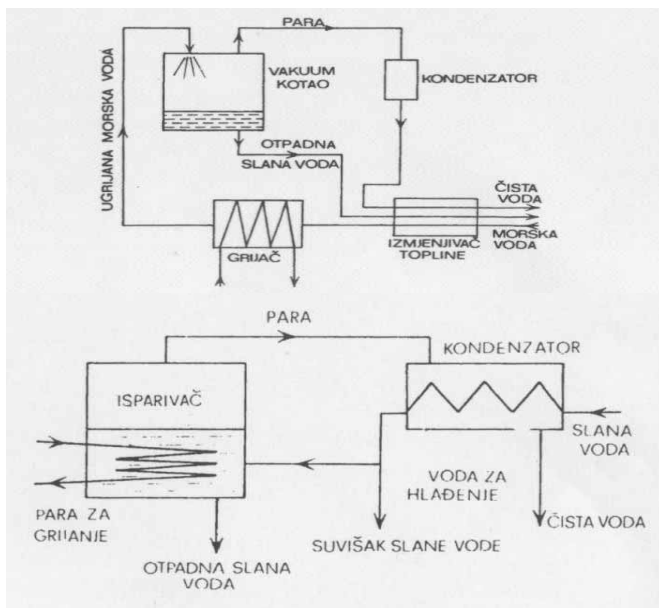 PARA
VAKUUM
KOTAO
KONDENZATOR
UGRIJANA MORSKA VODA
OTPADNA
SLANA VODA
ČISTA
VODA
MORSKA
VODA
IZMJENJIVAČ
TOPLINE
GRIJAČ
PARA
KONDENZATOR
ISPARIVAČ
SLANA
VODA
VODA ZA
HLAĐENJE
PARA ZA
GRIJANJE
ČISTA VODA
SUVIŠAK SLANE VODE
OTPADNA SLANA
VODA